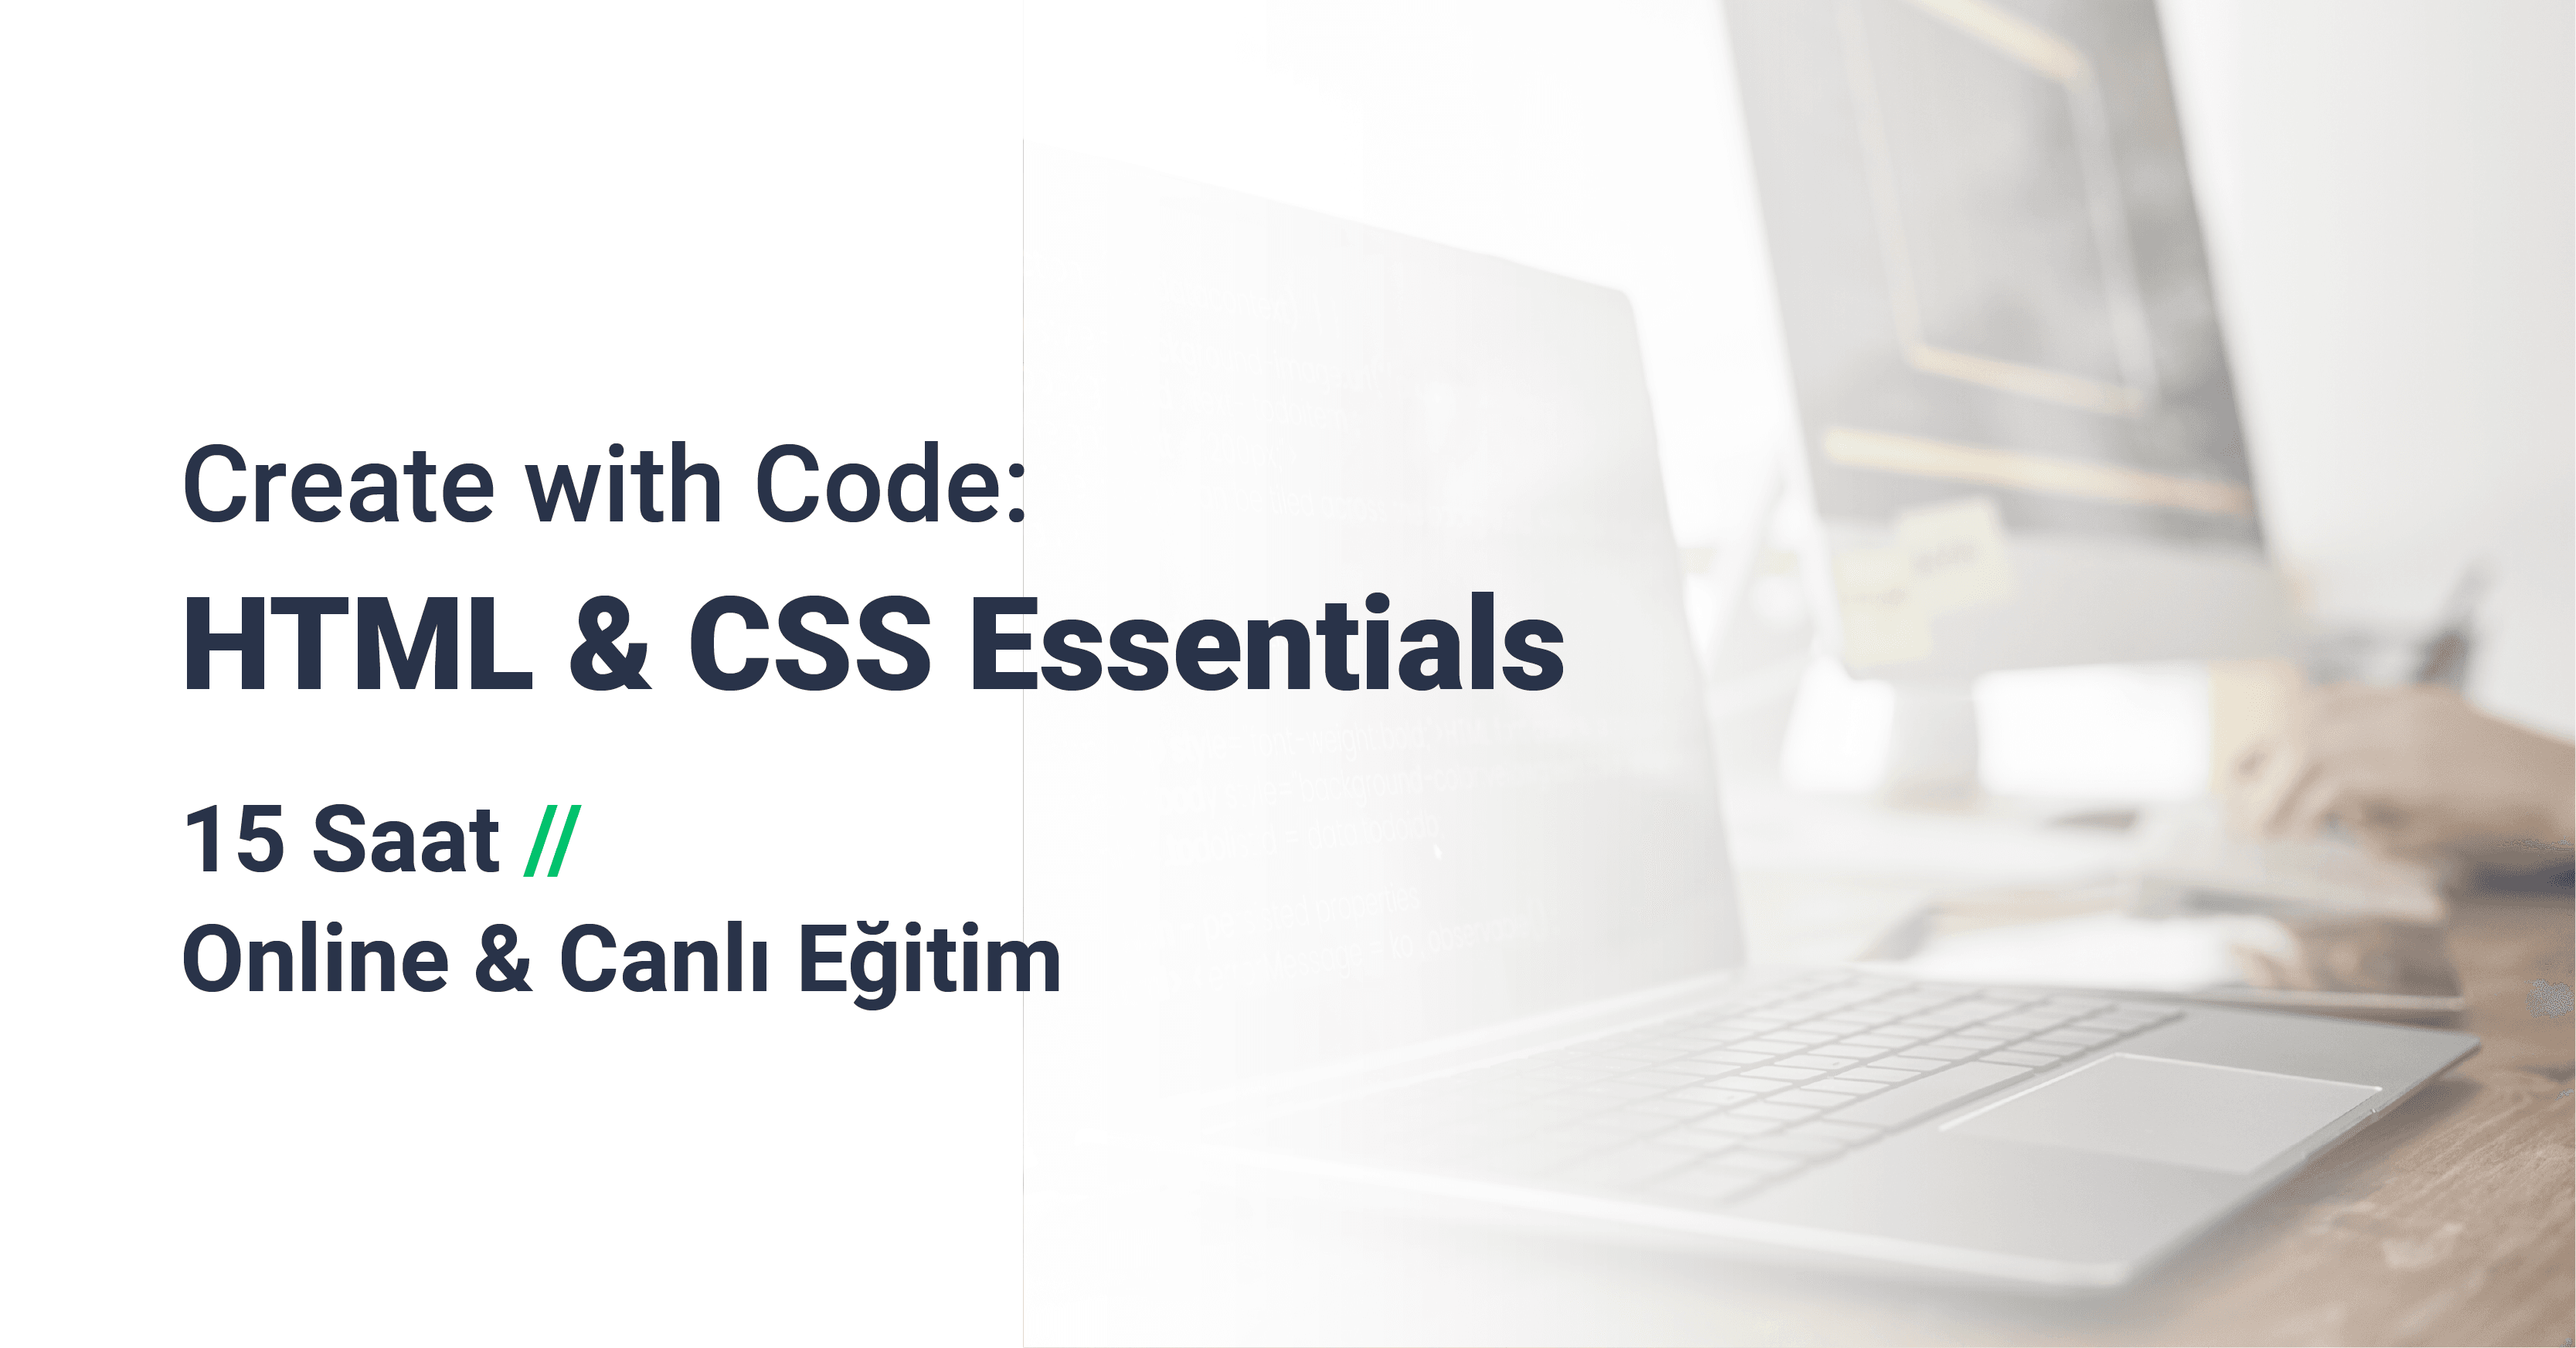 Create with Code:
HTML & CSS Essentials
15 Saat //
Online & Canlı Eğitim